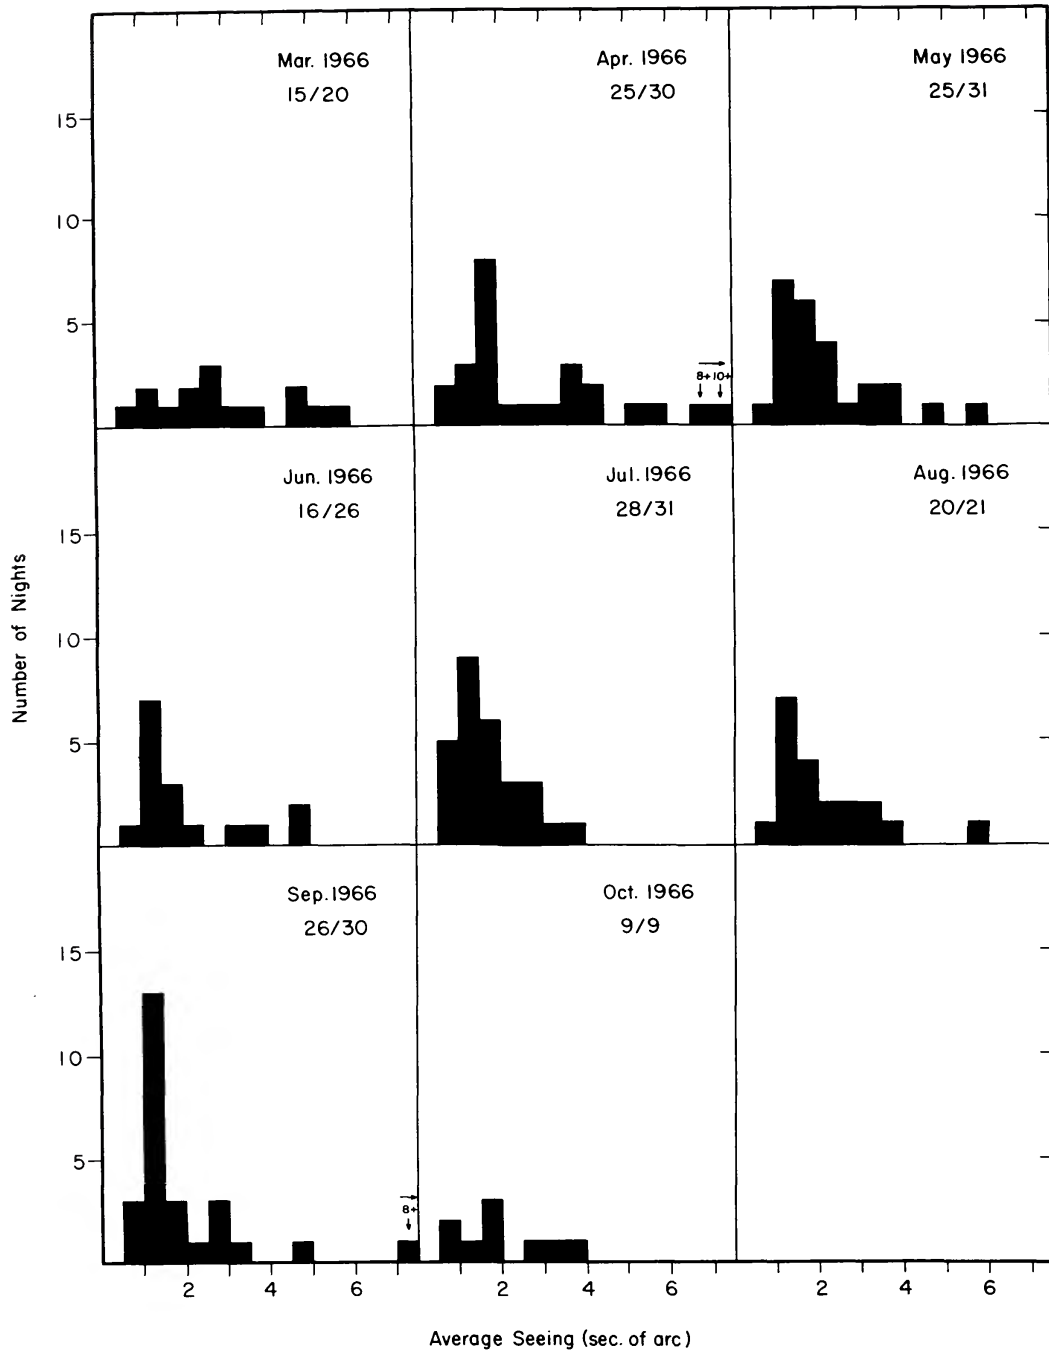 Mar. 1966
15/20
Apr. 1966
25/30
May 1966
25/31
15
10
5
8+ 10+
Jun. 1966
16/26
Jul. 1966
28/31
Aug. 1966
20/21
15
10
5
Sep. 1966
26/30
Oct. 1966
9/9
15
10
5
8+
2 4 6
2 4 6
2 4 6
Number of Nights
Average Seeing (sec. of arc)